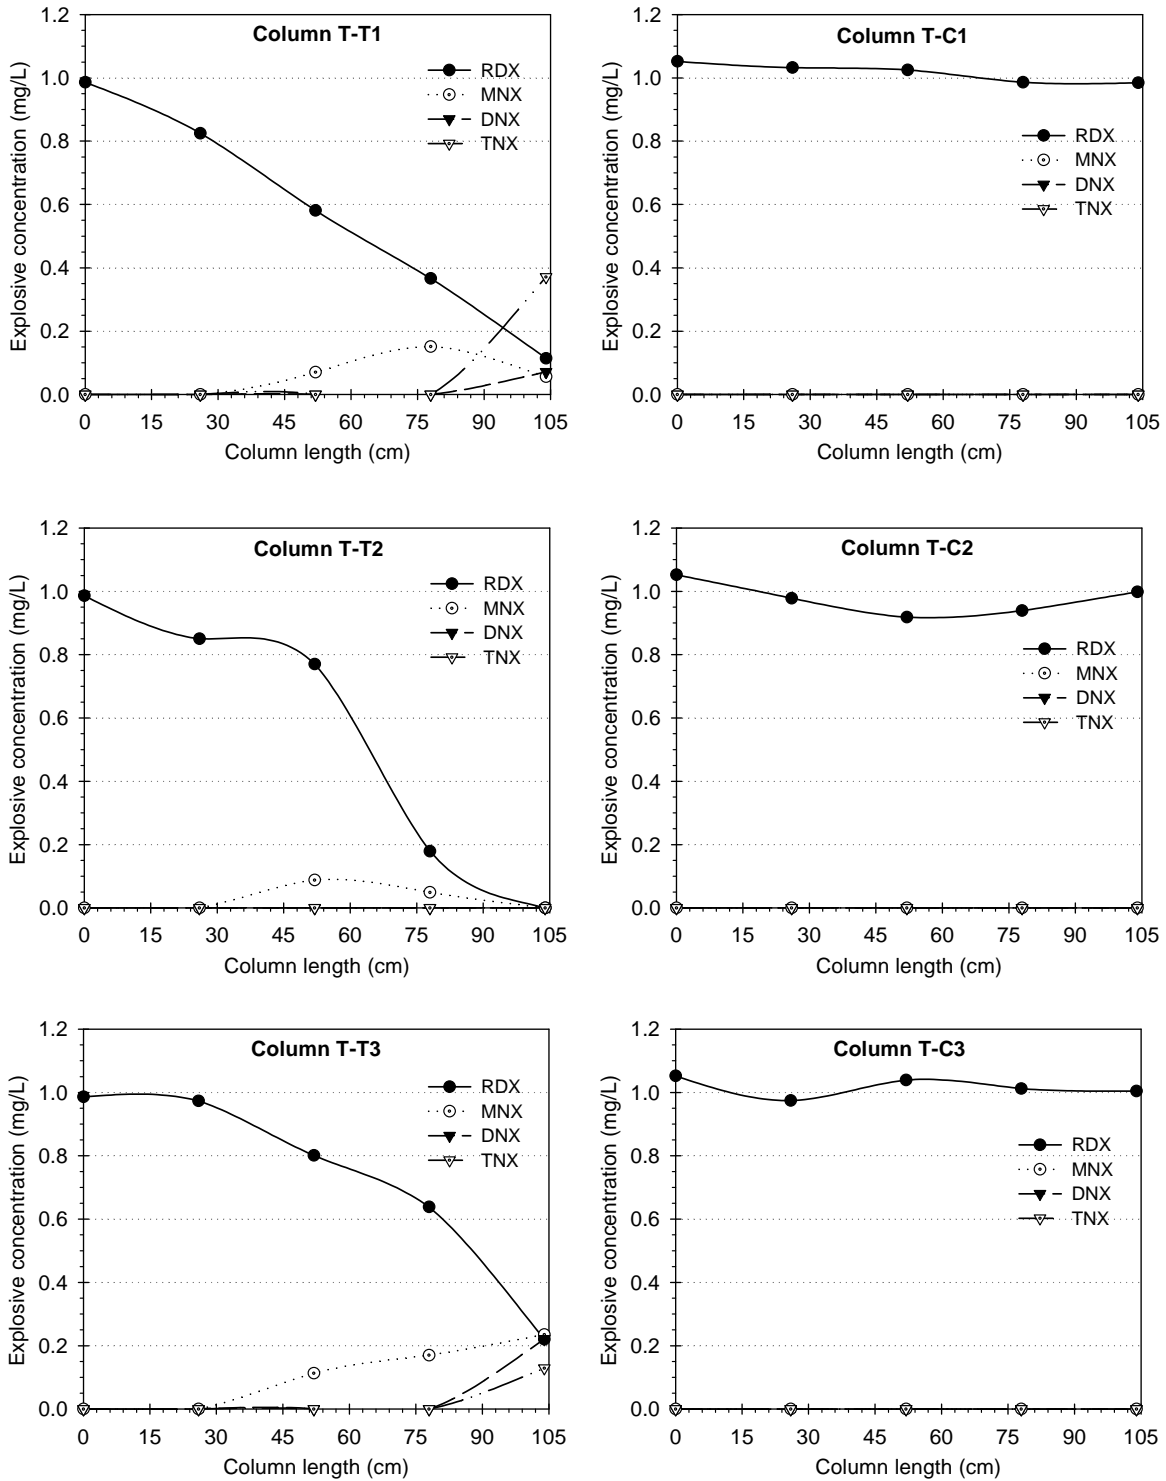 Column T-T1
Explosive concentration (mg/L)
1.2
1.0
0.8
0.6
0.4
0.2
0.0
RDX
MNX
DNX
TNX
0 15 30 45 60 75 90 105
Column length (cm)
Column T-C1
Explosive concentration (mg/L)
1.2
1.0
0.8
0.6
0.4
0.2
0.0
RDX
MNX
DNX
TNX
0 15 30 45 60 75 90 105
Column length (cm)
Column T-T2
Explosive concentration (mg/L)
1.2
1.0
0.8
0.6
0.4
0.2
0.0
RDX
MNX
DNX
TNX
0 15 30 45 60 75 90 105
Column length (cm)
Column T-C2
Explosive concentration (mg/L)
1.2
1.0
0.8
0.6
0.4
0.2
0.0
RDX
MNX
DNX
TNX
0 15 30 45 60 75 90 105
Column length (cm)
Column T-T3
Explosive concentration (mg/L)
1.2
1.0
0.8
0.6
0.4
0.2
0.0
RDX
MNX
DNX
TNX
0 15 30 45 60 75 90 105
Column length (cm)
Column T-C3
Explosive concentration (mg/L)
1.2
1.0
0.8
0.6
0.4
0.2
0.0
RDX
MNX
DNX
TNX
0 15 30 45 60 75 90 105
Column length (cm)